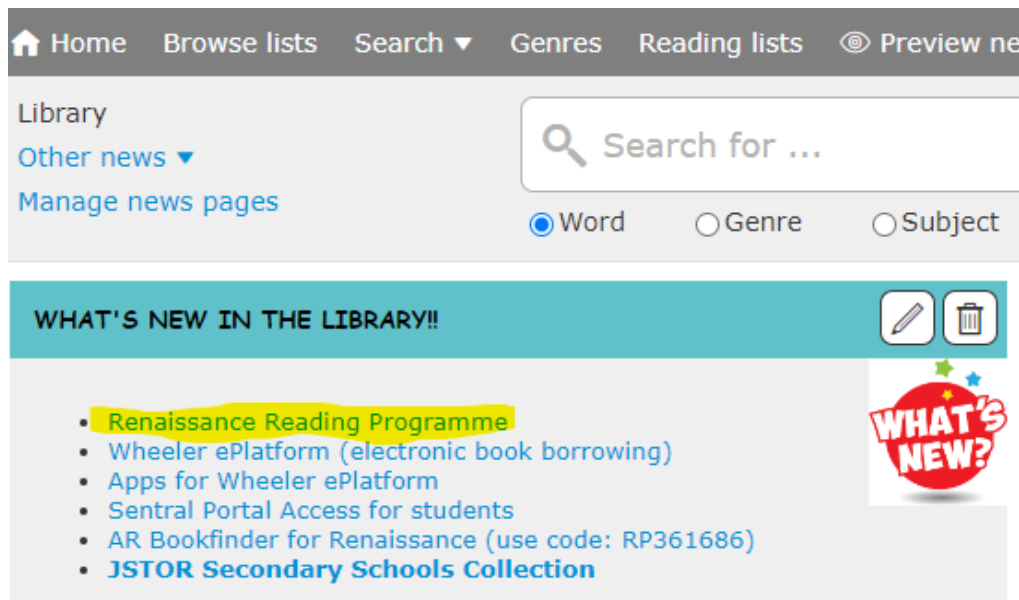 Home Browse lists Search ▼ Genres Reading lists Preview ne
Library
Other news ▼
Manage news pages
Search for ...
Word Genre Subject
WHAT'S NEW IN THE LIBRARY!!
• Renaissance Reading Programme
• Wheeler ePlatform (electronic book borrowing)
• Apps for Wheeler ePlatform
• Sentral Portal Access for students
• AR Bookfinder for Renaissance (use code: RP361686)
• JSTOR Secondary Schools Collection
WHAT'S
NEW?